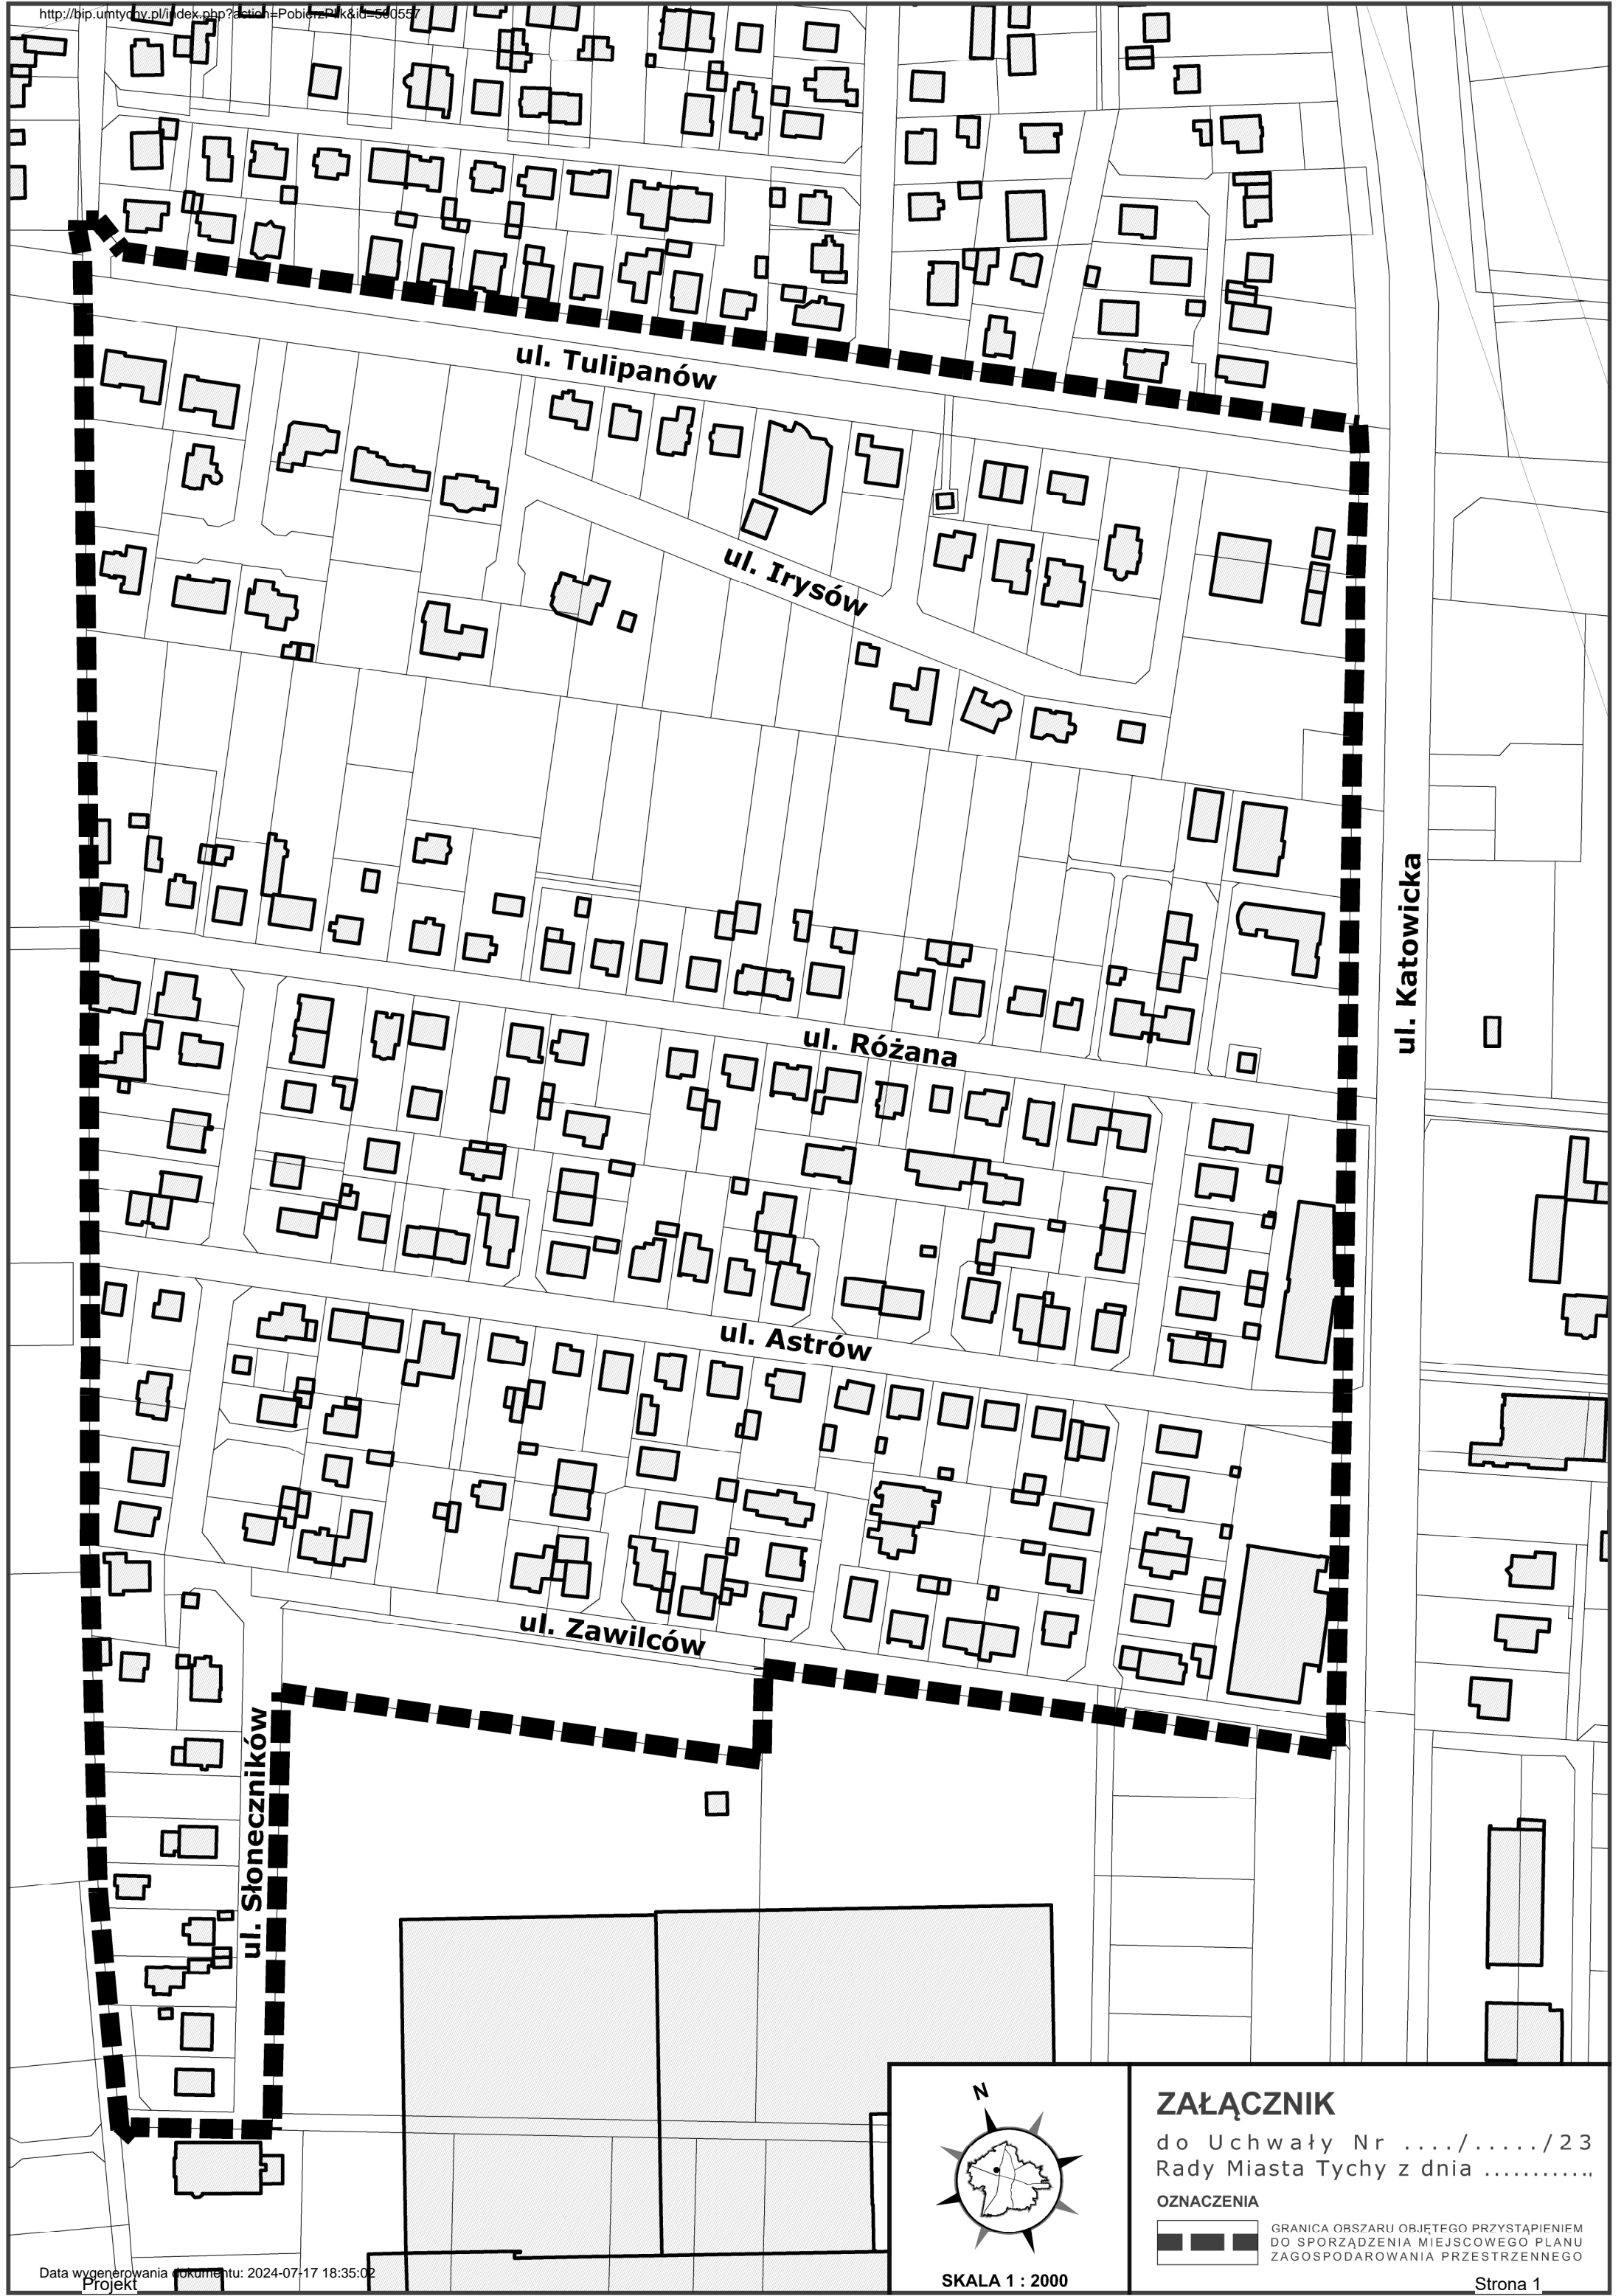 http://bip.umtychy.pl/index.php?action=PobierzPlik&id=560557
ul. Tulipanów
ul. Irysów
ul. Katowicka
ul. Różana
ul. Astrów
ul. Zawilców
ul. Słoneczników
N
SKALA 1 : 2000
ZAŁĄCZNIK
do Uchwały Nr ..../...../23
Rady Miasta Tychy z dnia ...........
OZNACZENIA
GRANICA OBSZARU OBJĘTEGO PRZYSTĄPIENIEM
DO SPORZĄDZENIA MIEJSCOWEGO PLANU
ZAGOSPODAROWANIA PRZESTRZENNEGO
Data wygenerowania dokumentu: 2024-07-17 18:35:02
Projekt
Strona 1